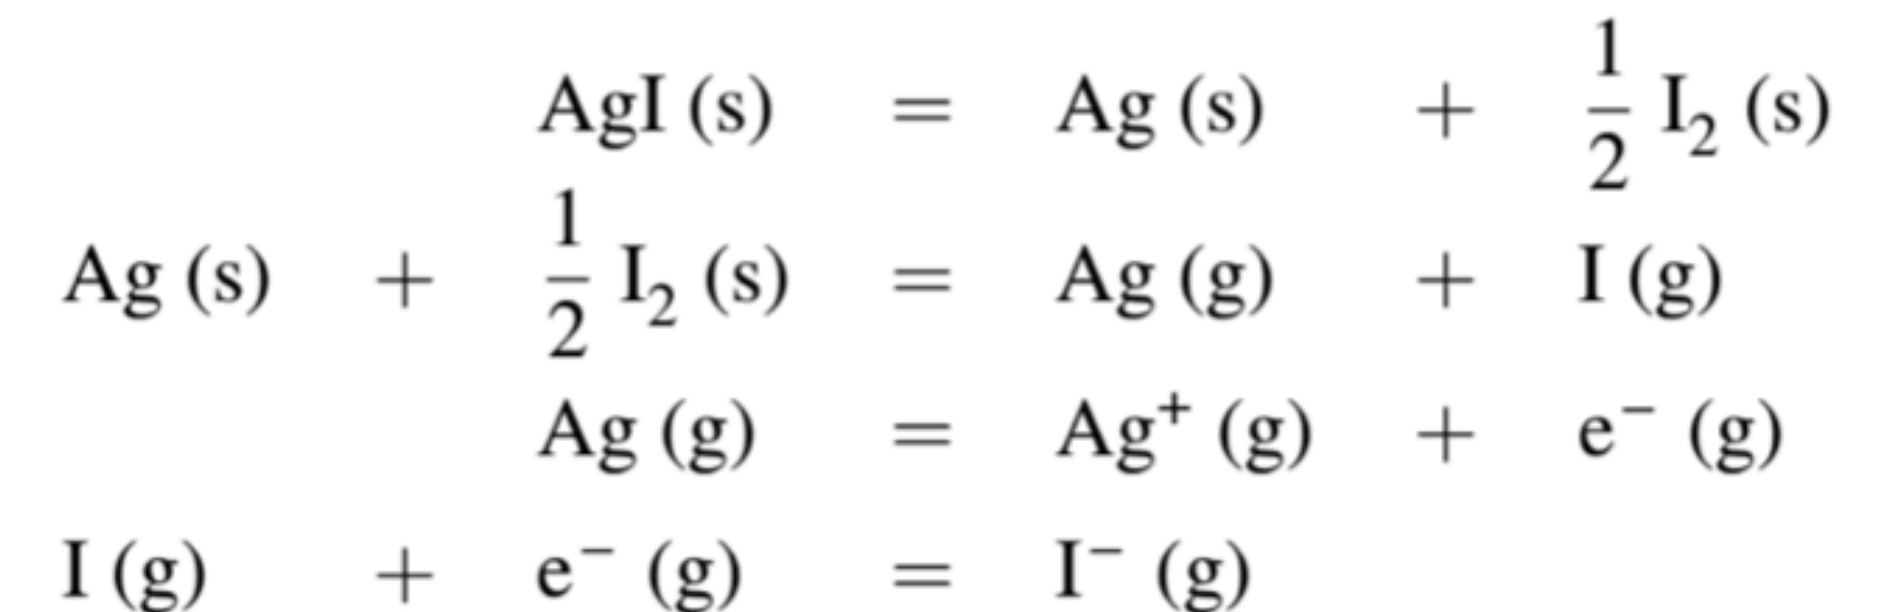 AgI (s) = Ag (s) + 1/2 I₂ (s)
Ag (s) + 1/2 I₂ (s) = Ag (g) + I (g)
Ag (g) = Ag⁺ (g) + e⁻ (g)
I (g) + e⁻ (g) = I⁻ (g)